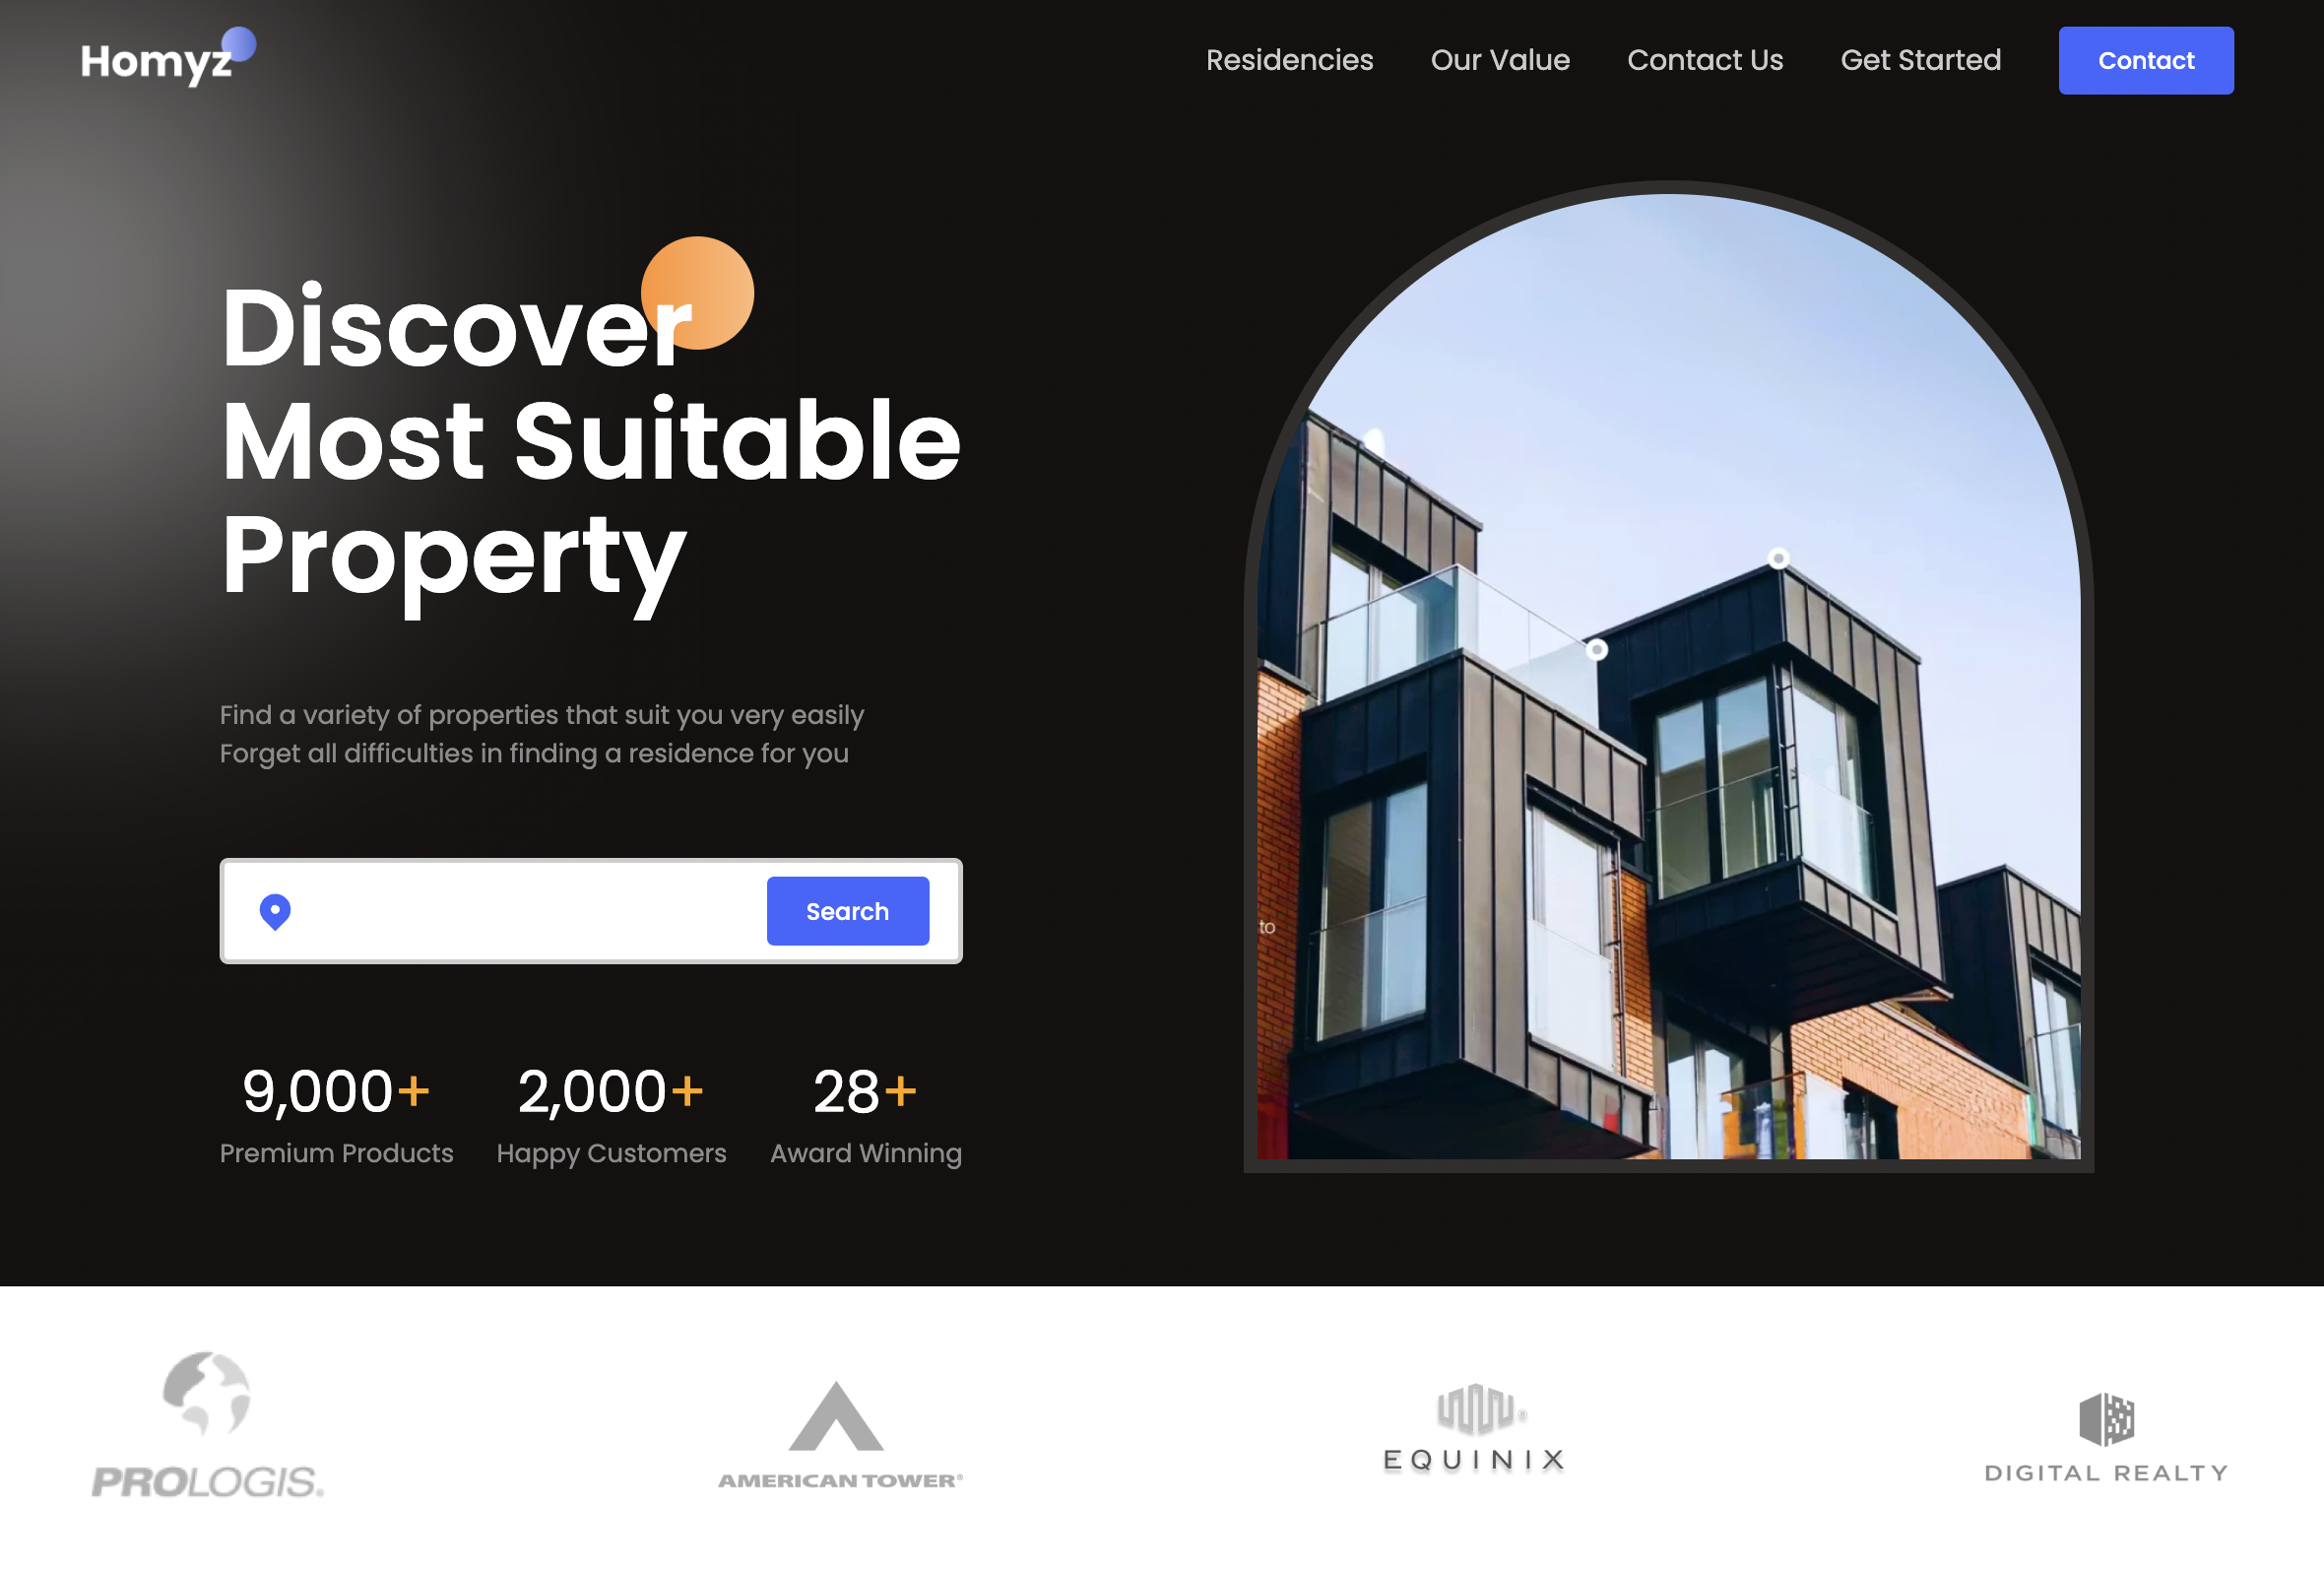 Homyz
Residencies
Our Value
Contact Us
Get Started
Contact
Discover
Most Suitable
Property
Find a variety of properties that suit you very easily
Forget all difficulties in finding a residence for you
Search
9,000+
2,000+
28+
Premium Products
Happy Customers
Award Winning
to
PROLOGIS®
AMERICAN TOWER®
EQUINIX®
DIGITAL REALTY